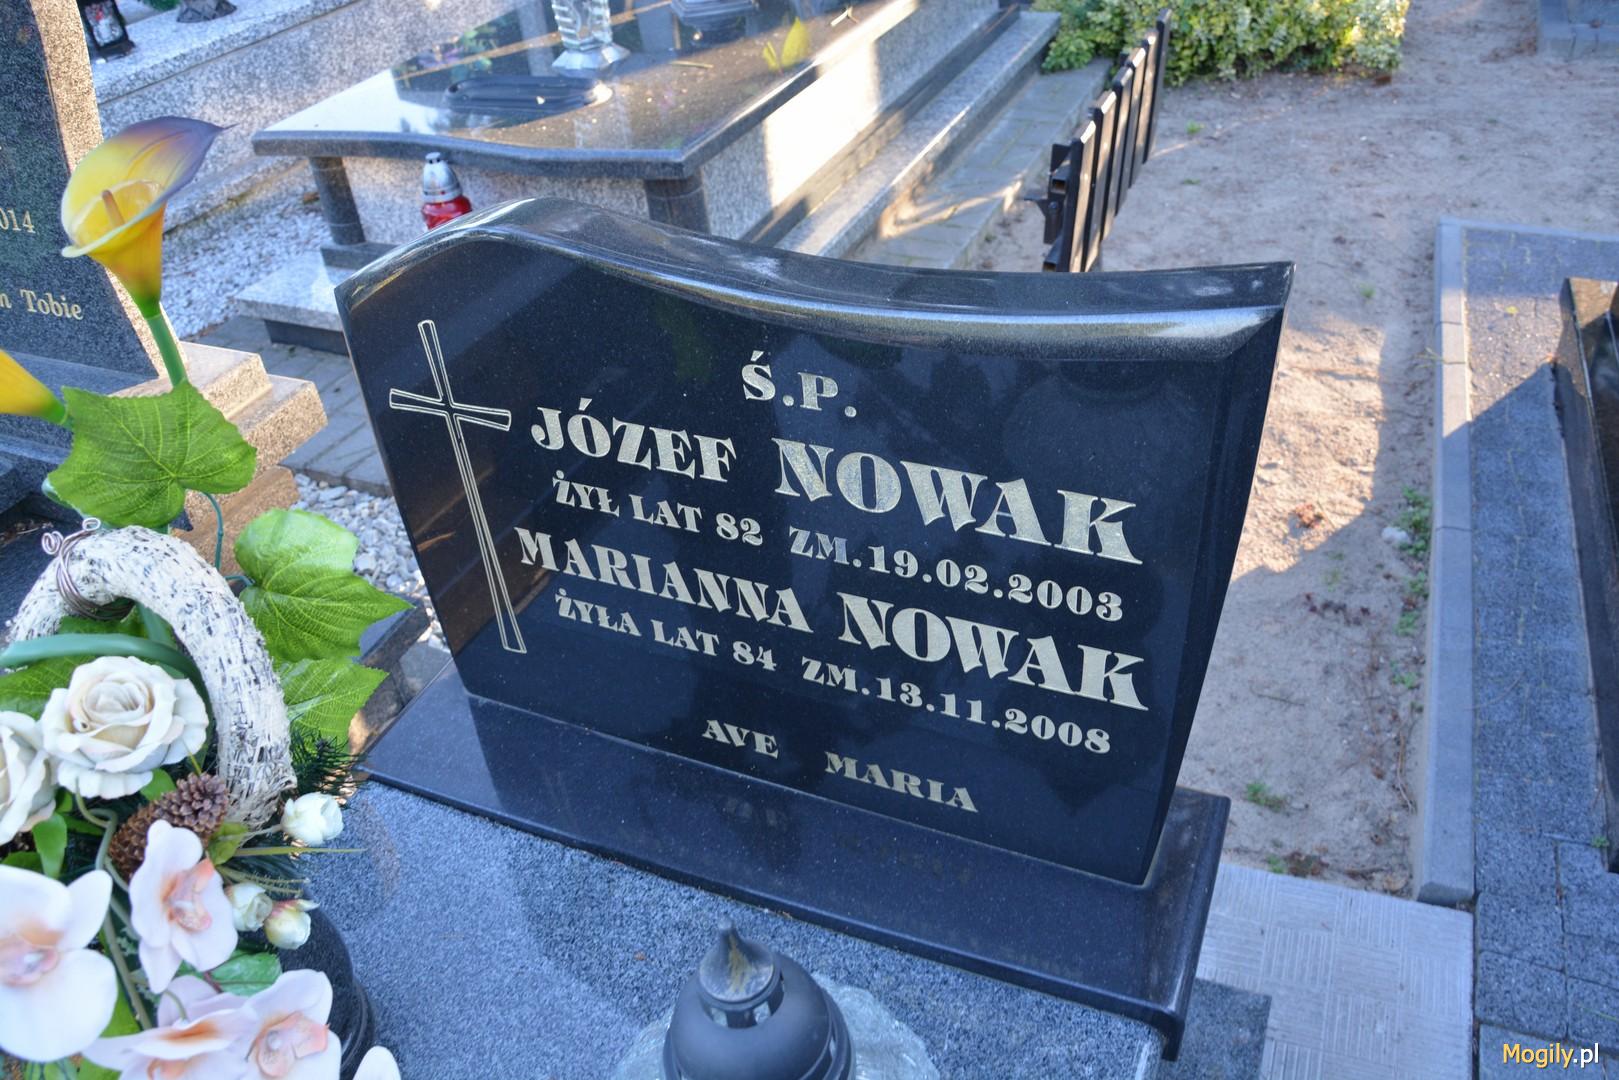 014
n Tobie
Ś.P.
JÓZEF NOWAK
ŻYŁ LAT 82 ZM.19.02.2003
MARIANNA NOWAK
ŻYŁA LAT 84 ZM.13.11.2008
AVE MARIA
Mogily.pl